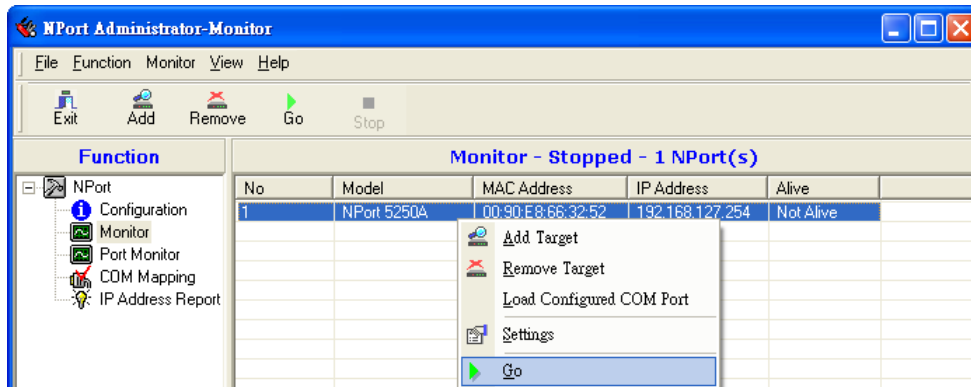 NPort Administrator-Monitor
File Function Monitor View Help
Exit Add Remove Go Stop
Function
Monitor - Stopped - 1 NPort(s)
NPort
Configuration
Monitor
Port Monitor
COM Mapping
IP Address Report
No Model MAC Address IP Address Alive
1 NPort 5250A 00:90:E8:66:32:52 192.168.127.254 Not Alive
Add Target
Remove Target
Load Configured COM Port
Settings
Go